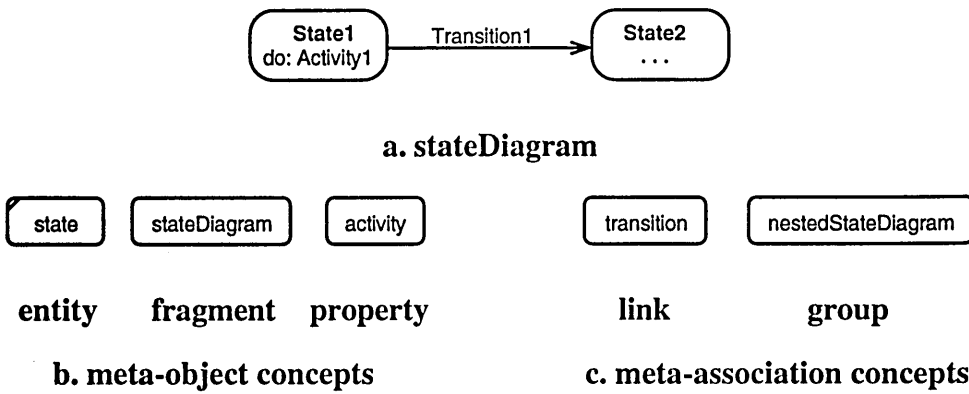 State1
do: Activity1
Transition1
State2
. . .
a. stateDiagram
state
stateDiagram
activity
transition
nestedStateDiagram
entity
fragment
property
link
group
b. meta-object concepts
c. meta-association concepts